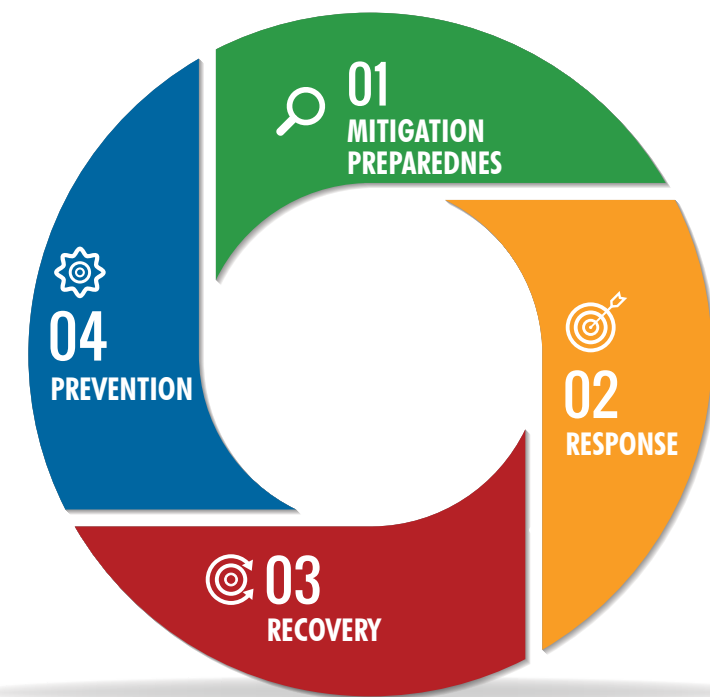 01
MITIGATION
PREPAREDNES
02
RESPONSE
03
RECOVERY
04
PREVENTION